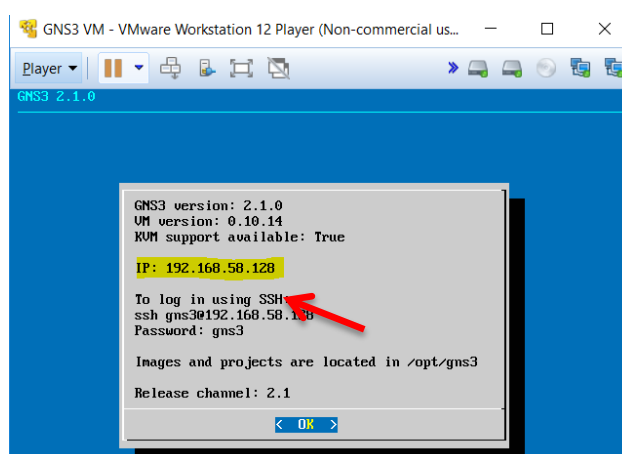 GNS3 VM - VMware Workstation 12 Player (Non-commercial us...
Player
GNS3 2.1.0
GNS3 version: 2.1.0
VM version: 0.10.14
KVM support available: True
IP: 192.168.58.128
To log in using SSH:
ssh gns3@192.168.58.128
Password: gns3
Images and projects are located in /opt/gns3
Release channel: 2.1
< OK >